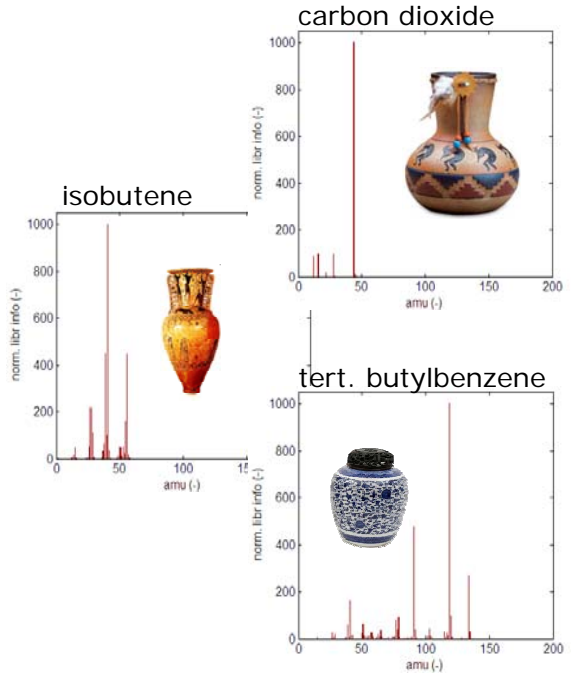 carbon dioxide
norm. libr info (-)
1000
800
600
400
200
0
0 50 100 150 200
amu (-)
isobutene
norm. libr info (-)
1000
800
600
400
200
0
0 50 100
amu (-)
tert. butylbenzene
norm. libr info (-)
1000
800
600
400
200
0
0 50 100 150 200
amu (-)